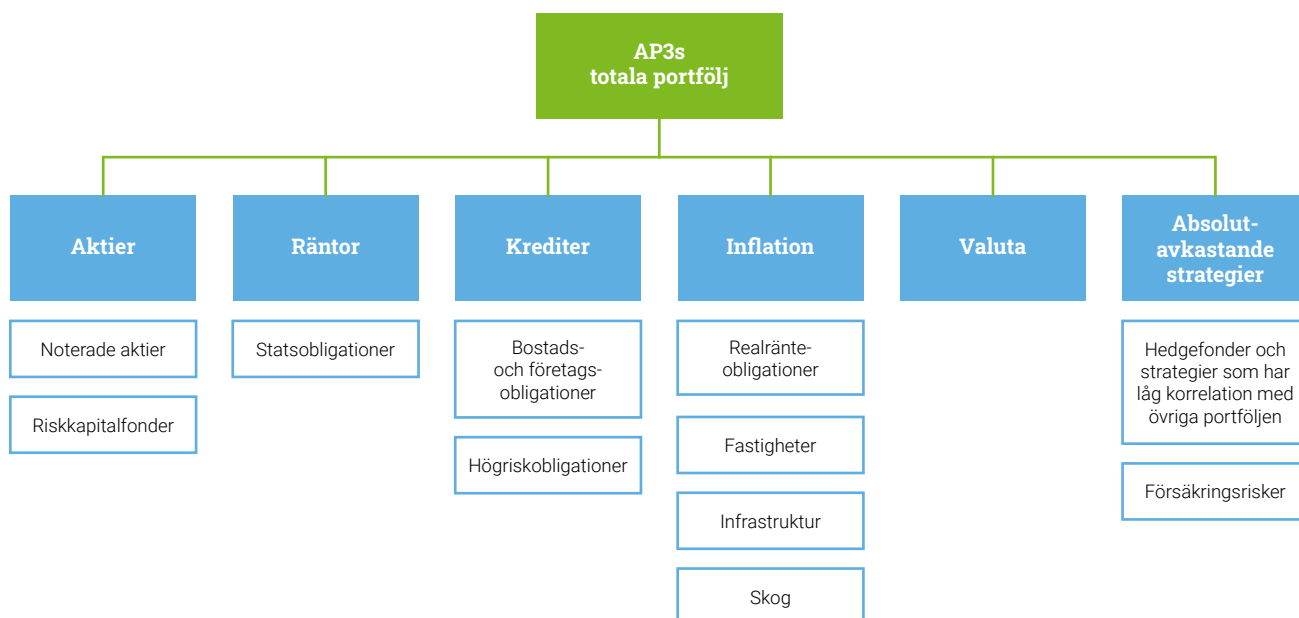 AP3s
totala portfölj
Aktier
Räntor
Krediter
Inflation
Valuta
Absolut-
avkastande
strategier
Noterade aktier
Riskkapitalfonder
Statsobligationer
Bostads-
och företags-
obligationer
Högriskobligationer
Realränte-
obligationer
Fastigheter
Infrastruktur
Skog
Hedgefonder och
strategier som har
låg korrelation med
övriga portföljen
Försäkringsrisker